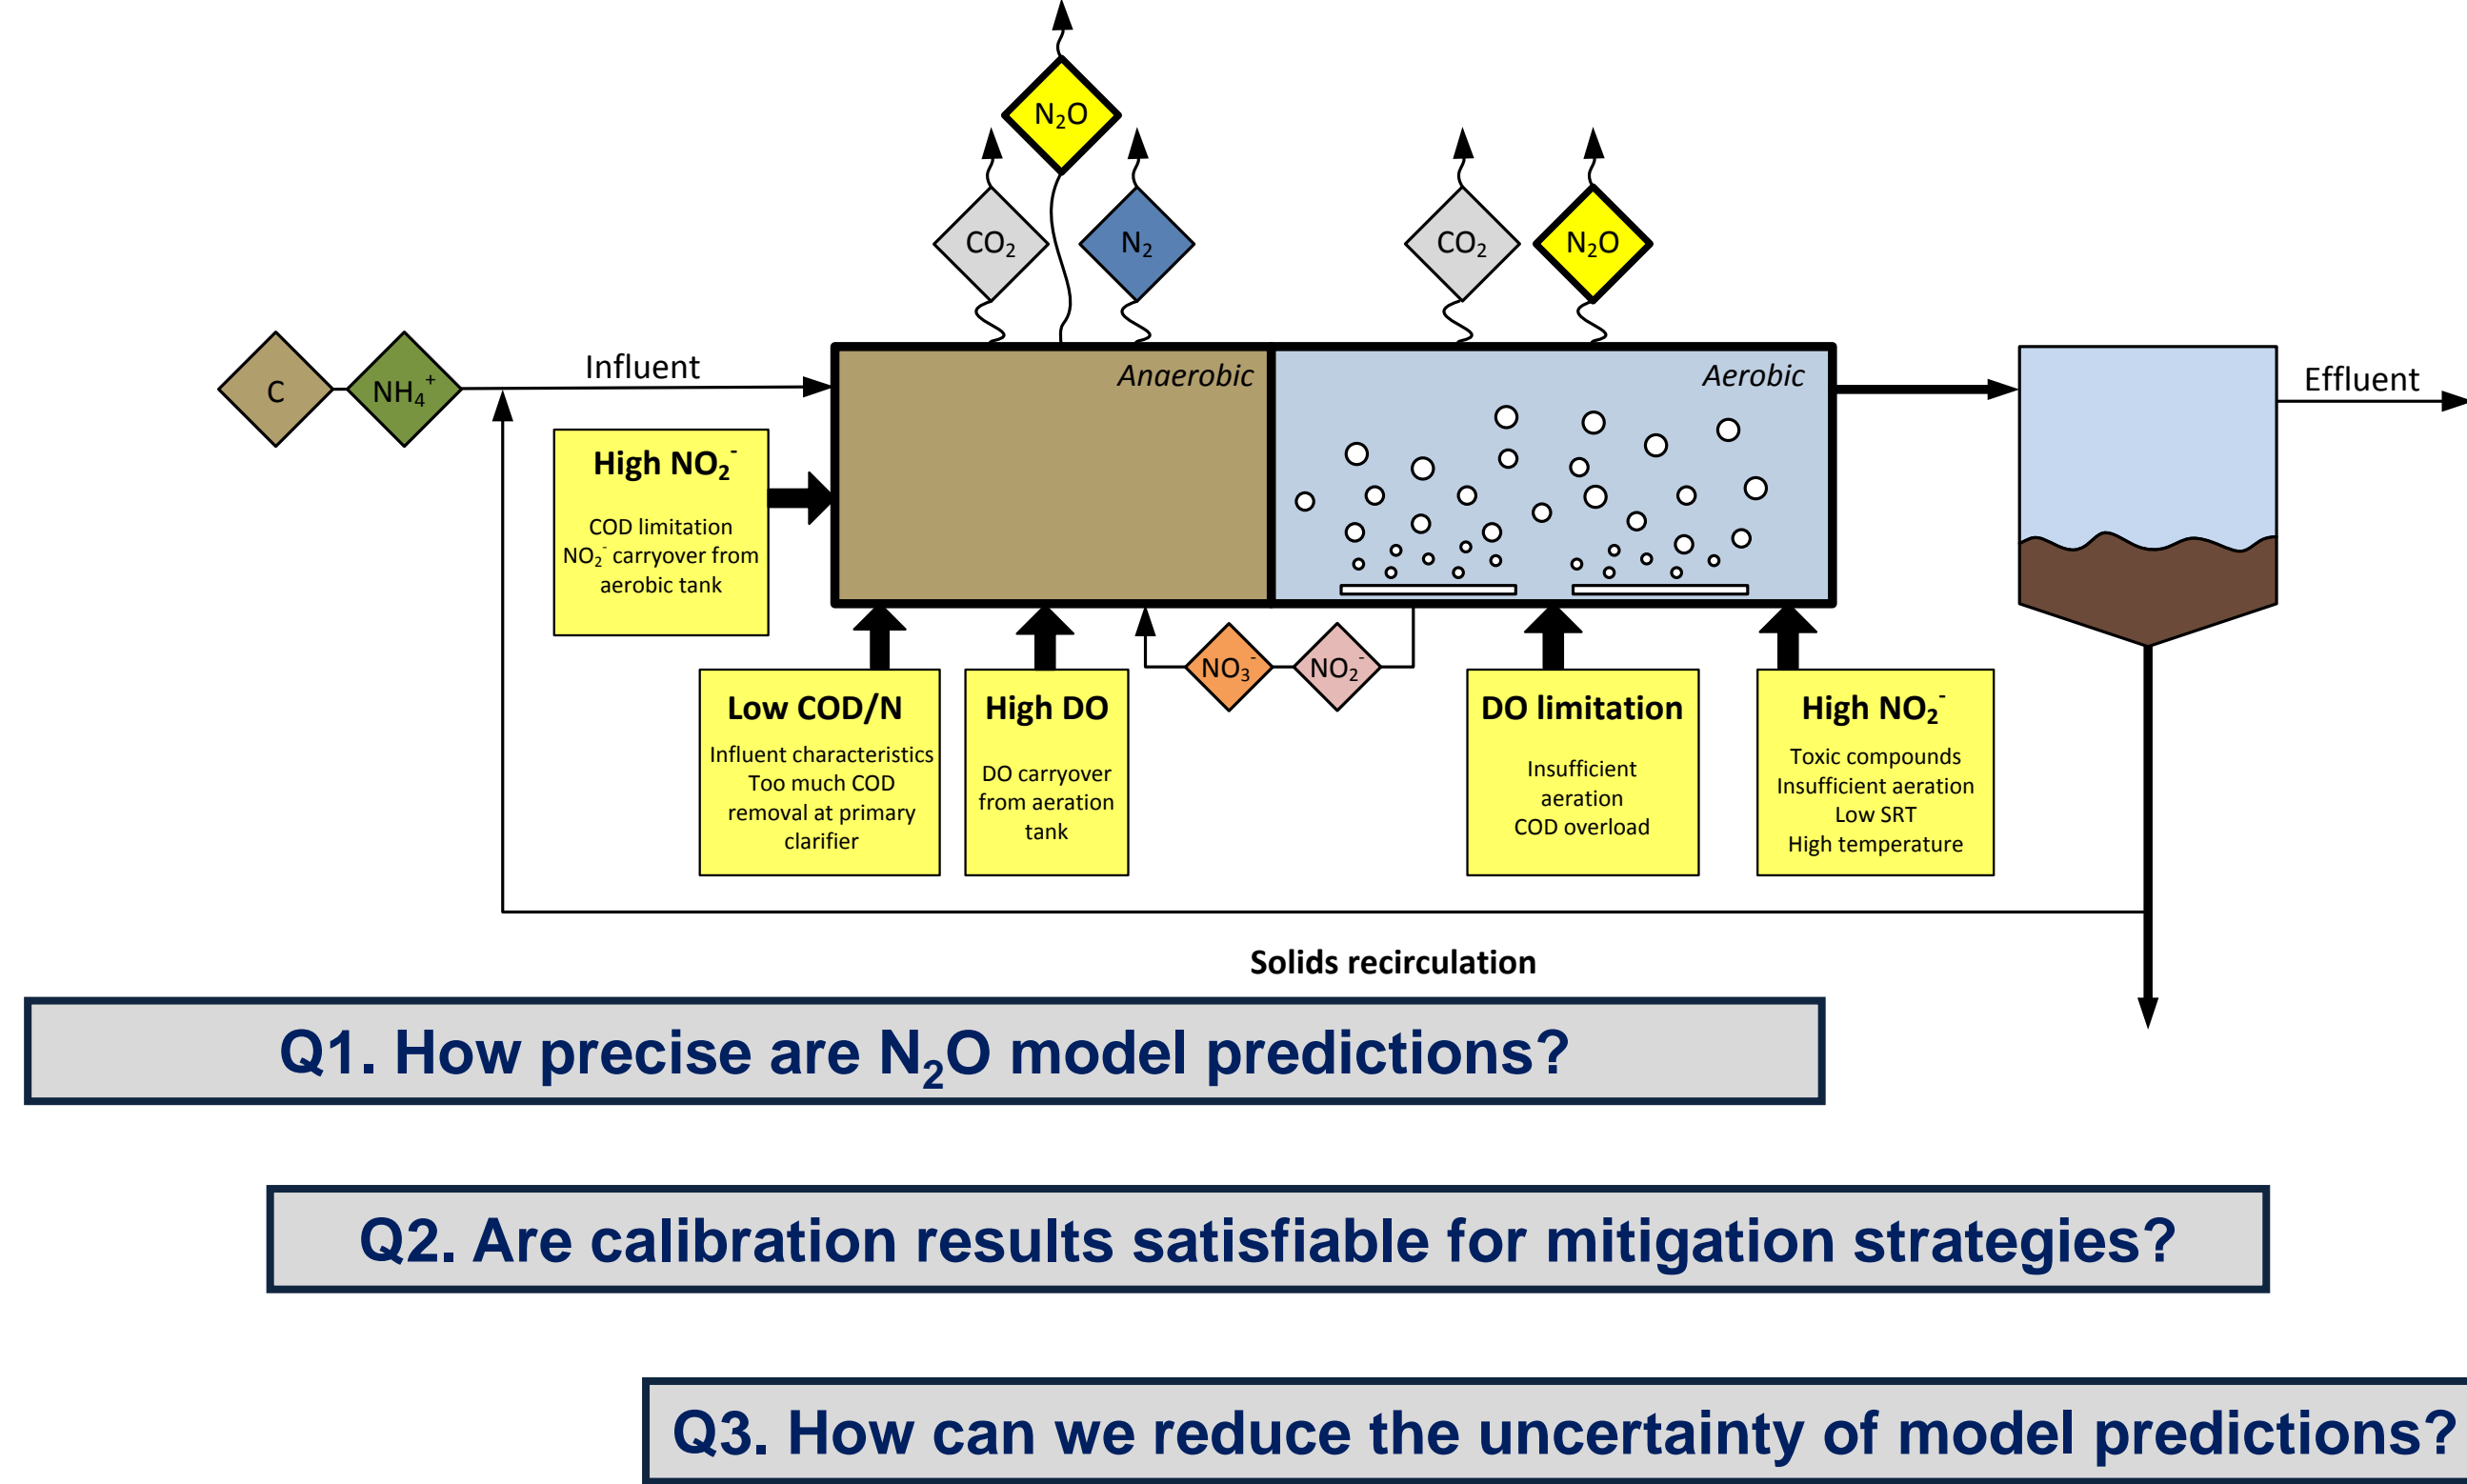 N₂O
CO₂
N₂
CO₂
N₂O
C
NH₄⁺
Influent
Anaerobic
Aerobic
Effluent
High NO₂⁻
COD limitation
NO₂⁻ carryover from
aerobic tank
NO₃⁻
NO₂⁻
Low COD/N
Influent characteristics
Too much COD
removal at primary
clarifier
High DO
DO carryover
from aeration
tank
DO limitation
Insufficient
aeration
COD overload
High NO₂⁻
Toxic compounds
Insufficient aeration
Low SRT
High temperature
Solids recirculation
Q1. How precise are N₂O model predictions?
Q2. Are calibration results satisfiable for mitigation strategies?
Q3. How can we reduce the uncertainty of model predictions?